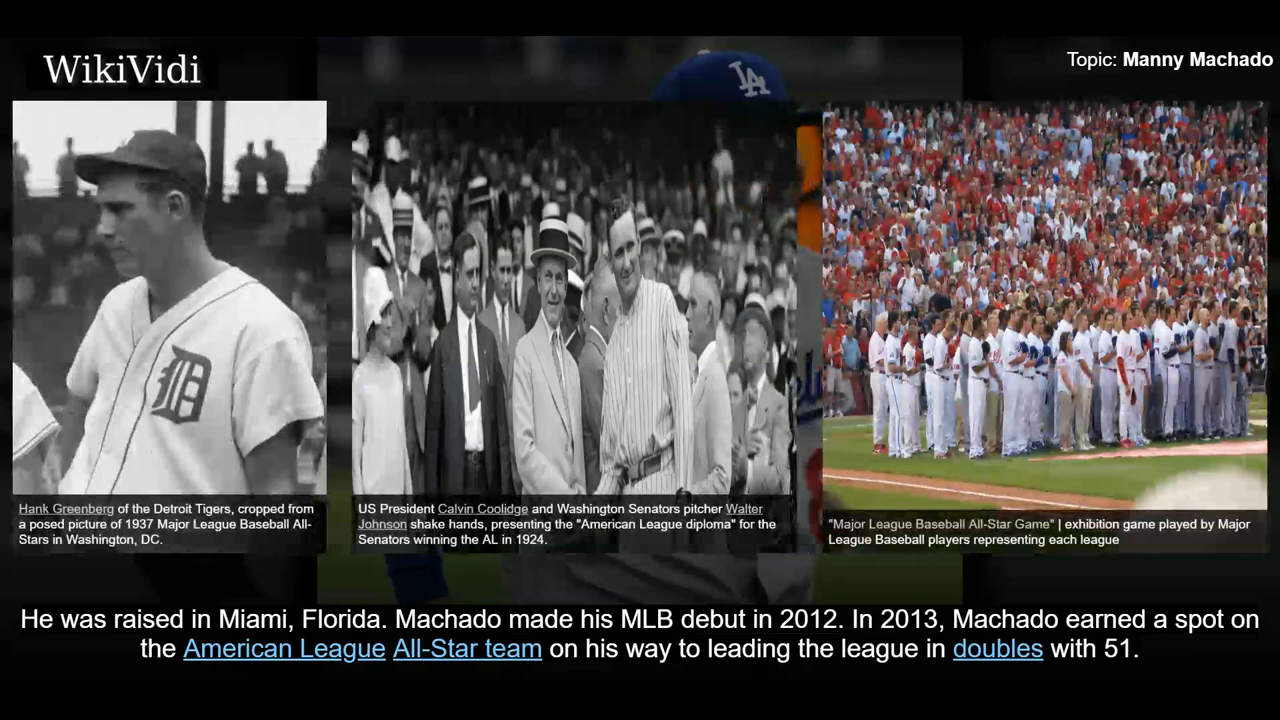 WikiVidi
Topic: Manny Machado
Hank Greenberg of the Detroit Tigers, cropped from
a posed picture of 1937 Major League Baseball All-
Stars in Washington, DC.
US President Calvin Coolidge and Washington Senators pitcher Walter
Johnson shake hands, presenting the "American League diploma" for the
Senators winning the AL in 1924.
"Major League Baseball All-Star Game" | exhibition game played by Major
League Baseball players representing each league
He was raised in Miami, Florida. Machado made his MLB debut in 2012. In 2013, Machado earned a spot on
the American League All-Star team on his way to leading the league in doubles with 51.
LA
D